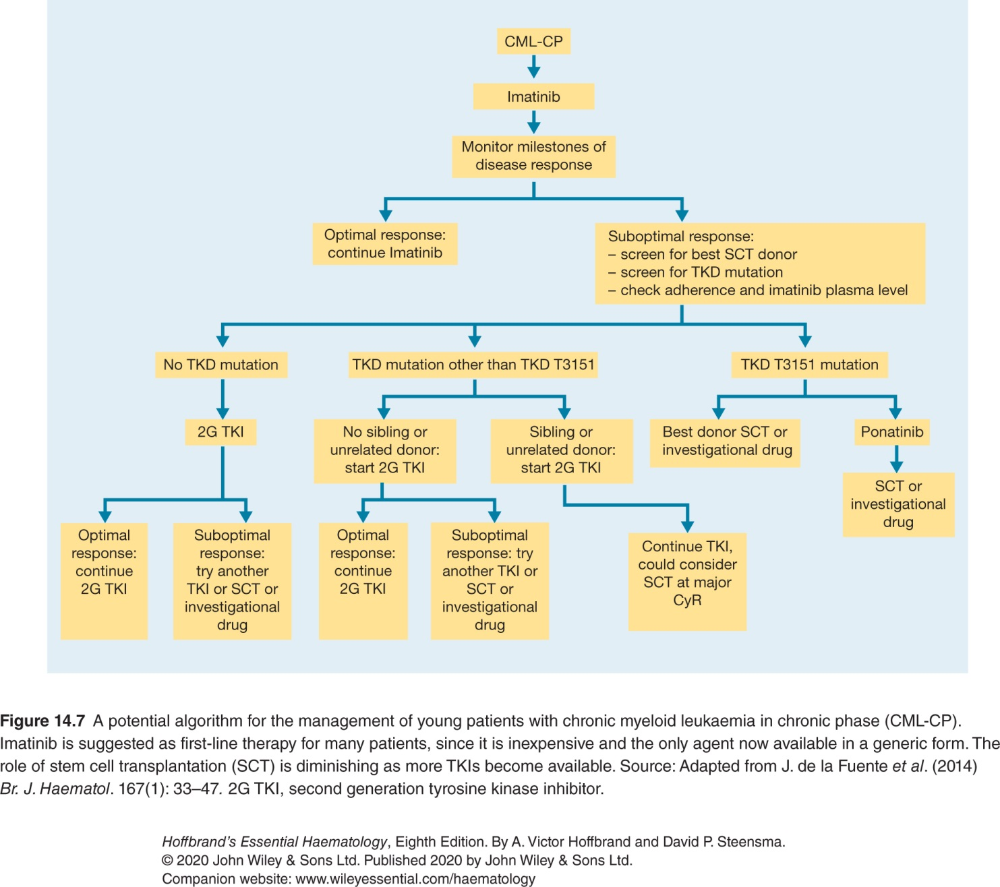 CML-CP
Imatinib
Monitor milestones of
disease response
Optimal response:
continue Imatinib
Suboptimal response:
– screen for best SCT donor
– screen for TKD mutation
– check adherence and imatinib plasma level
No TKD mutation
TKD mutation other than TKD T3151
TKD T3151 mutation
2G TKI
No sibling or
unrelated donor:
start 2G TKI
Sibling or
unrelated donor:
start 2G TKI
Best donor SCT or
investigational drug
Ponatinib
SCT or
investigational
drug
Optimal
response:
continue
2G TKI
Suboptimal
response:
try another
TKI or SCT or
investigational
drug
Optimal
response:
continue
2G TKI
Suboptimal
response: try
another TKI or
SCT or
investigational
drug
Continue TKI,
could consider
SCT at major
CyR
Figure 14.7 A potential algorithm for the management of young patients with chronic myeloid leukaemia in chronic phase (CML-CP).
Imatinib is suggested as first-line therapy for many patients, since it is inexpensive and the only agent now available in a generic form. The
role of stem cell transplantation (SCT) is diminishing as more TKIs become available. Source: Adapted from J. de la Fuente et al. (2014)
Br. J. Haematol. 167(1): 33–47. 2G TKI, second generation tyrosine kinase inhibitor.
Hoffbrand’s Essential Haematology, Eighth Edition. By A. Victor Hoffbrand and David P. Steensma.
© 2020 John Wiley & Sons Ltd. Published 2020 by John Wiley & Sons Ltd.
Companion website: www.wileyessential.com/haematology